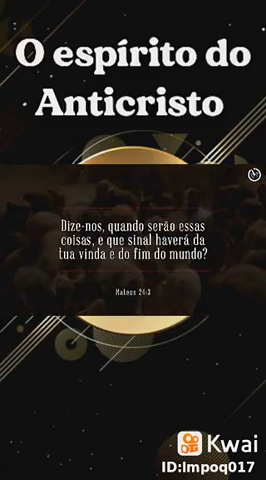 O espírito do
Anticristo
Dize-nos, quando serão essas
coisas, e que sinal haverá da
tua vinda e do fim do mundo?
Mateus 24:3
Kwai
ID:lmpoq017